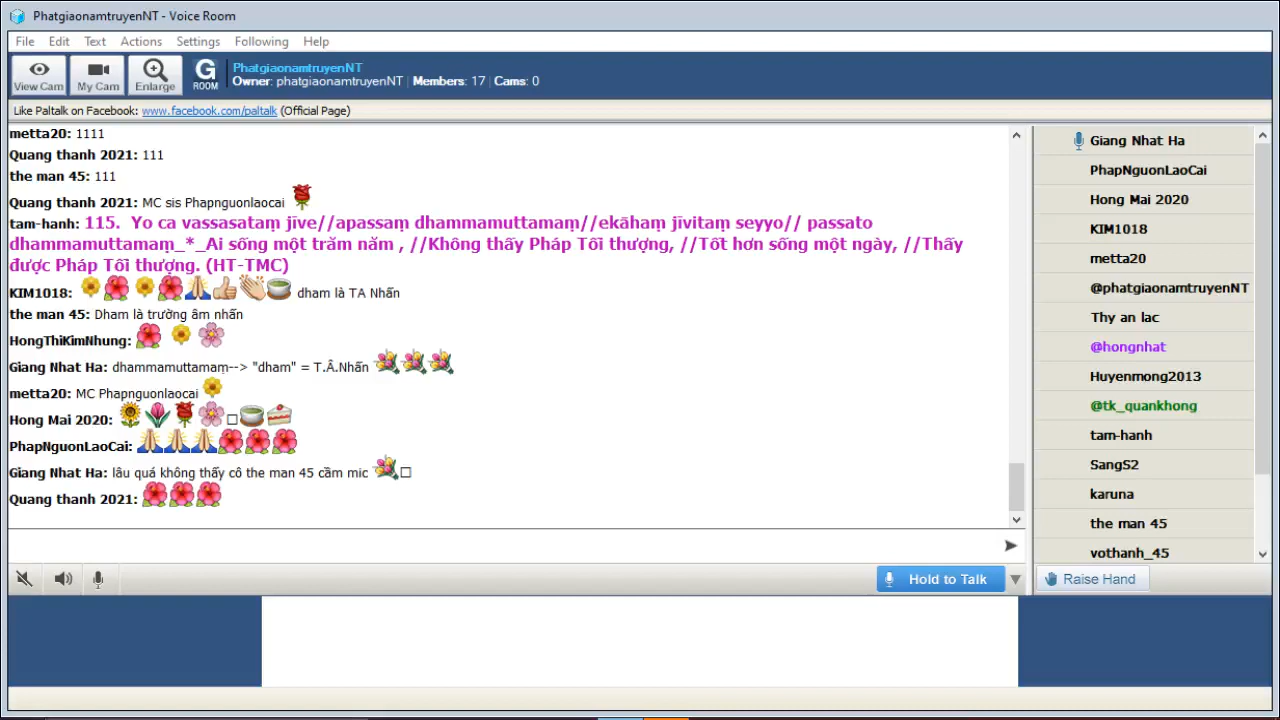 PhatgiaonamtruyenNT - Voice Room
File Edit Text Actions Settings Following Help
View Cam My Cam Enlarge G ROOM
PhatgiaonamtruyenNT
Owner: phatgiaonamtruyenNT Members: 17 Cams: 0
Like Paltalk on Facebook: www.facebook.com/paltalk (Official Page)
metta20: 1111
Quang thanh 2021: 111
the man 45: 111
Quang thanh 2021: MC sis Phapnguonlaocai
tam-hanh: 115. Yo ca vassasataṃ jīve//apassaṃ dhammamuttamaṃ//ekāhaṃ jīvitaṃ seyyo// passato
dhammamuttamaṃ_*_Ai sống một trăm năm , //Không thấy Pháp Tối thượng, //Tốt hơn sống một ngày, //Thấy
được Pháp Tối thượng. (HT-TMC)
KIM1018: dham là TA Nhấn
the man 45: Dham là trường âm nhấn
HongThiKimNhung:
Giang Nhat Ha: dhammamuttamaṃ--> "dham" = T.Â.Nhấn
metta20: MC Phapnguonlaocai
Hong Mai 2020:
PhapNguonLaoCai:
Giang Nhat Ha: lâu quá không thấy cô the man 45 cầm mic
Quang thanh 2021:
Giang Nhat Ha
PhapNguonLaoCai
Hong Mai 2020
KIM1018
metta20
@phatgiaonamtruyenNT
Thy an lac
@hongnhat
Huyenmong2013
@tk_quankhong
tam-hanh
SangS2
karuna
the man 45
vothanh_45
Hold to Talk
Raise Hand